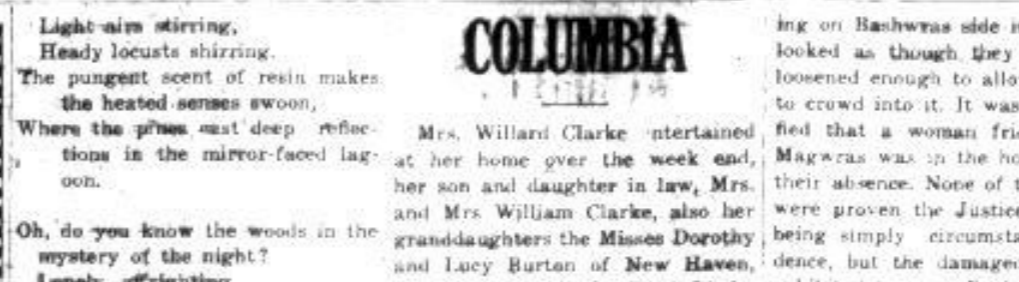 Light airs stirring,
Heady locusts shirring.
The pungent scent of resin makes
the heated senses swoon,
Where the pines cast deep reflec-
tions in the mirror-faced lag-
oon.
Oh, do you know the woods in the
mystery of the night?
Lonely, affrighting
COLUMBIA
Mrs. Willard Clarke ntertained
at her home over the week end,
her son and daughter in law, Mrs.
and Mrs. William Clarke, also her
granddaughters the Misses Dorothy
and Lucy Burton of New Haven,
ing on Bashwras side
looked as though they
loosened enough to allo
to crowd into it. It was
fied that a woman frie
Magwras was in the ho
their absence. None of t
were proven the Justice
being simply circumsta
dence, but the damaged